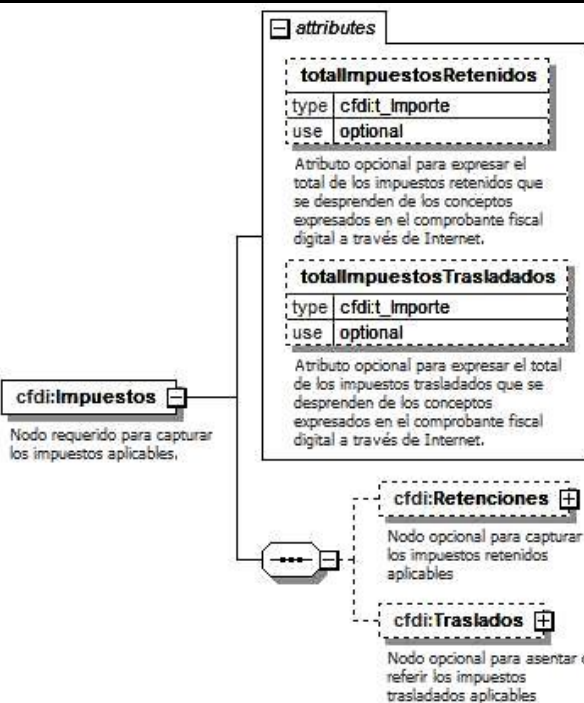 attributes
totalImpuestosRetenidos
type cfdi:t_Importe
use optional
Atributo opcional para expresar el
total de los impuestos retenidos que
se desprenden de los conceptos
expresados en el comprobante fiscal
digital a través de Internet.
totalImpuestosTrasladados
type cfdi:t_Importe
use optional
Atributo opcional para expresar el total
de los impuestos trasladados que se
desprenden de los conceptos
expresados en el comprobante fiscal
digital a través de Internet.
cfdi:Impuestos
Nodo requerido para capturar
los impuestos aplicables.
cfdi:Retenciones
Nodo opcional para capturar
los impuestos retenidos
aplicables
cfdi:Traslados
Nodo opcional para asentar
referir los impuestos
trasladados aplicables